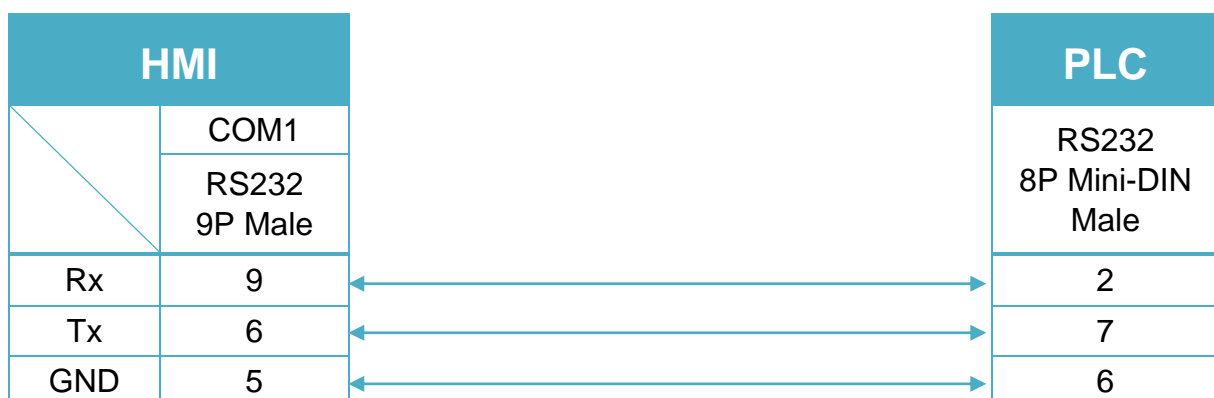 HMI
PLC
COM1
RS232
9P Male
RS232
8P Mini-DIN
Male
Rx 9 2
Tx 6 7
GND 5 6